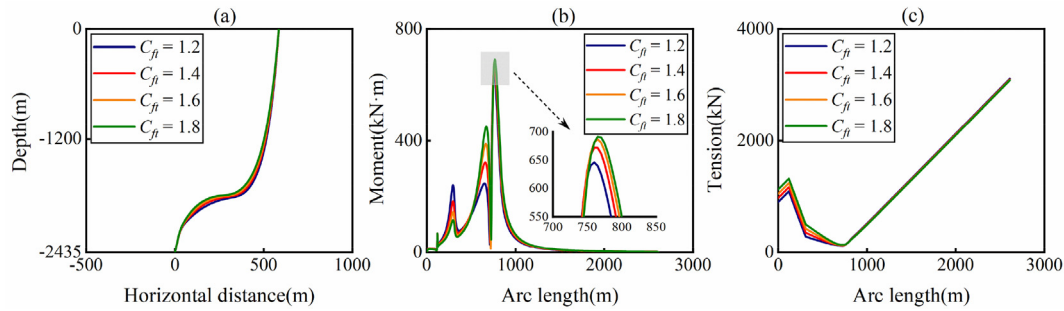 (a)
Depth(m)
0
-1200
-2435
-500
0
500
1000
Horizontal distance(m)
C_ft = 1.2
C_ft = 1.4
C_ft = 1.6
C_ft = 1.8
(b)
Moment(kN·m)
800
400
0
0
1000
2000
3000
Arc length(m)
C_ft = 1.2
C_ft = 1.4
C_ft = 1.6
C_ft = 1.8
700
650
600
550
700
750
800
850
(c)
Tension(kN)
4000
2000
0
0
1000
2000
3000
Arc length(m)
C_ft = 1.2
C_ft = 1.4
C_ft = 1.6
C_ft = 1.8